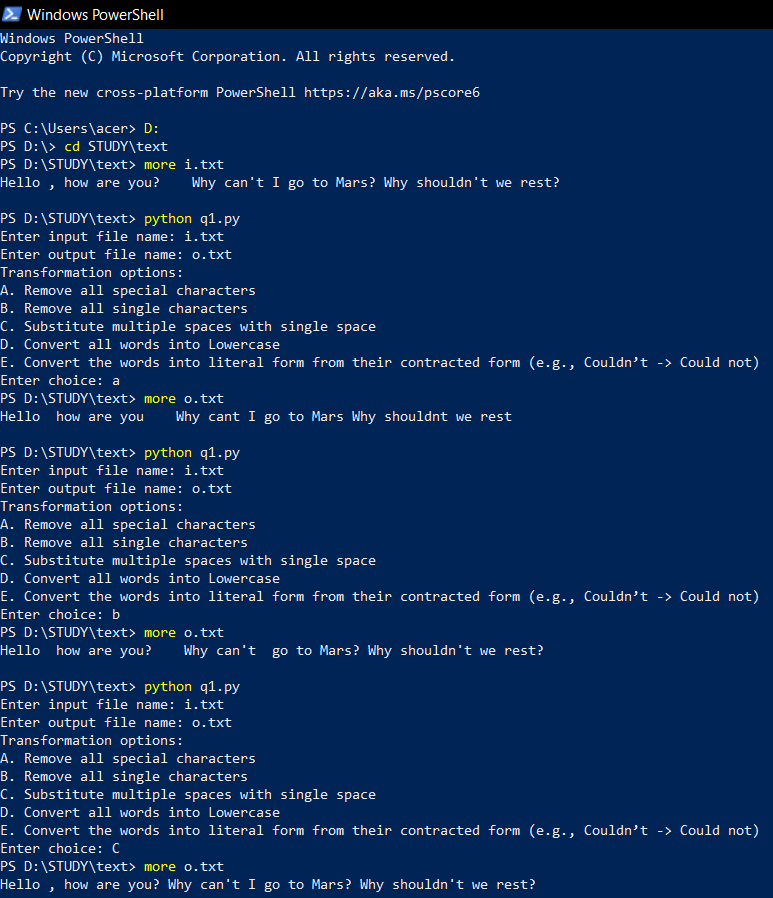 Windows PowerShell
Windows PowerShell
Copyright (C) Microsoft Corporation. All rights reserved.
Try the new cross-platform PowerShell https://aka.ms/pscore6
PS C:\Users\acer> D:
PS D:\> cd STUDY\text
PS D:\STUDY\text> more i.txt
Hello , how are you?    Why can't I go to Mars? Why shouldn't we rest?
PS D:\STUDY\text> python q1.py
Enter input file name: i.txt
Enter output file name: o.txt
Transformation options:
A. Remove all special characters
B. Remove all single characters
C. Substitute multiple spaces with single space
D. Convert all words into Lowercase
E. Convert the words into literal form from their contracted form (e.g., Couldn’t -> Could not)
Enter choice: a
PS D:\STUDY\text> more o.txt
Hello  how are you    Why cant I go to Mars Why shouldnt we rest
PS D:\STUDY\text> python q1.py
Enter input file name: i.txt
Enter output file name: o.txt
Transformation options:
A. Remove all special characters
B. Remove all single characters
C. Substitute multiple spaces with single space
D. Convert all words into Lowercase
E. Convert the words into literal form from their contracted form (e.g., Couldn’t -> Could not)
Enter choice: b
PS D:\STUDY\text> more o.txt
Hello  how are you?    Why can't  go to Mars? Why shouldn't we rest?
PS D:\STUDY\text> python q1.py
Enter input file name: i.txt
Enter output file name: o.txt
Transformation options:
A. Remove all special characters
B. Remove all single characters
C. Substitute multiple spaces with single space
D. Convert all words into Lowercase
E. Convert the words into literal form from their contracted form (e.g., Couldn’t -> Could not)
Enter choice: C
PS D:\STUDY\text> more o.txt
Hello , how are you? Why can't I go to Mars? Why shouldn't we rest?